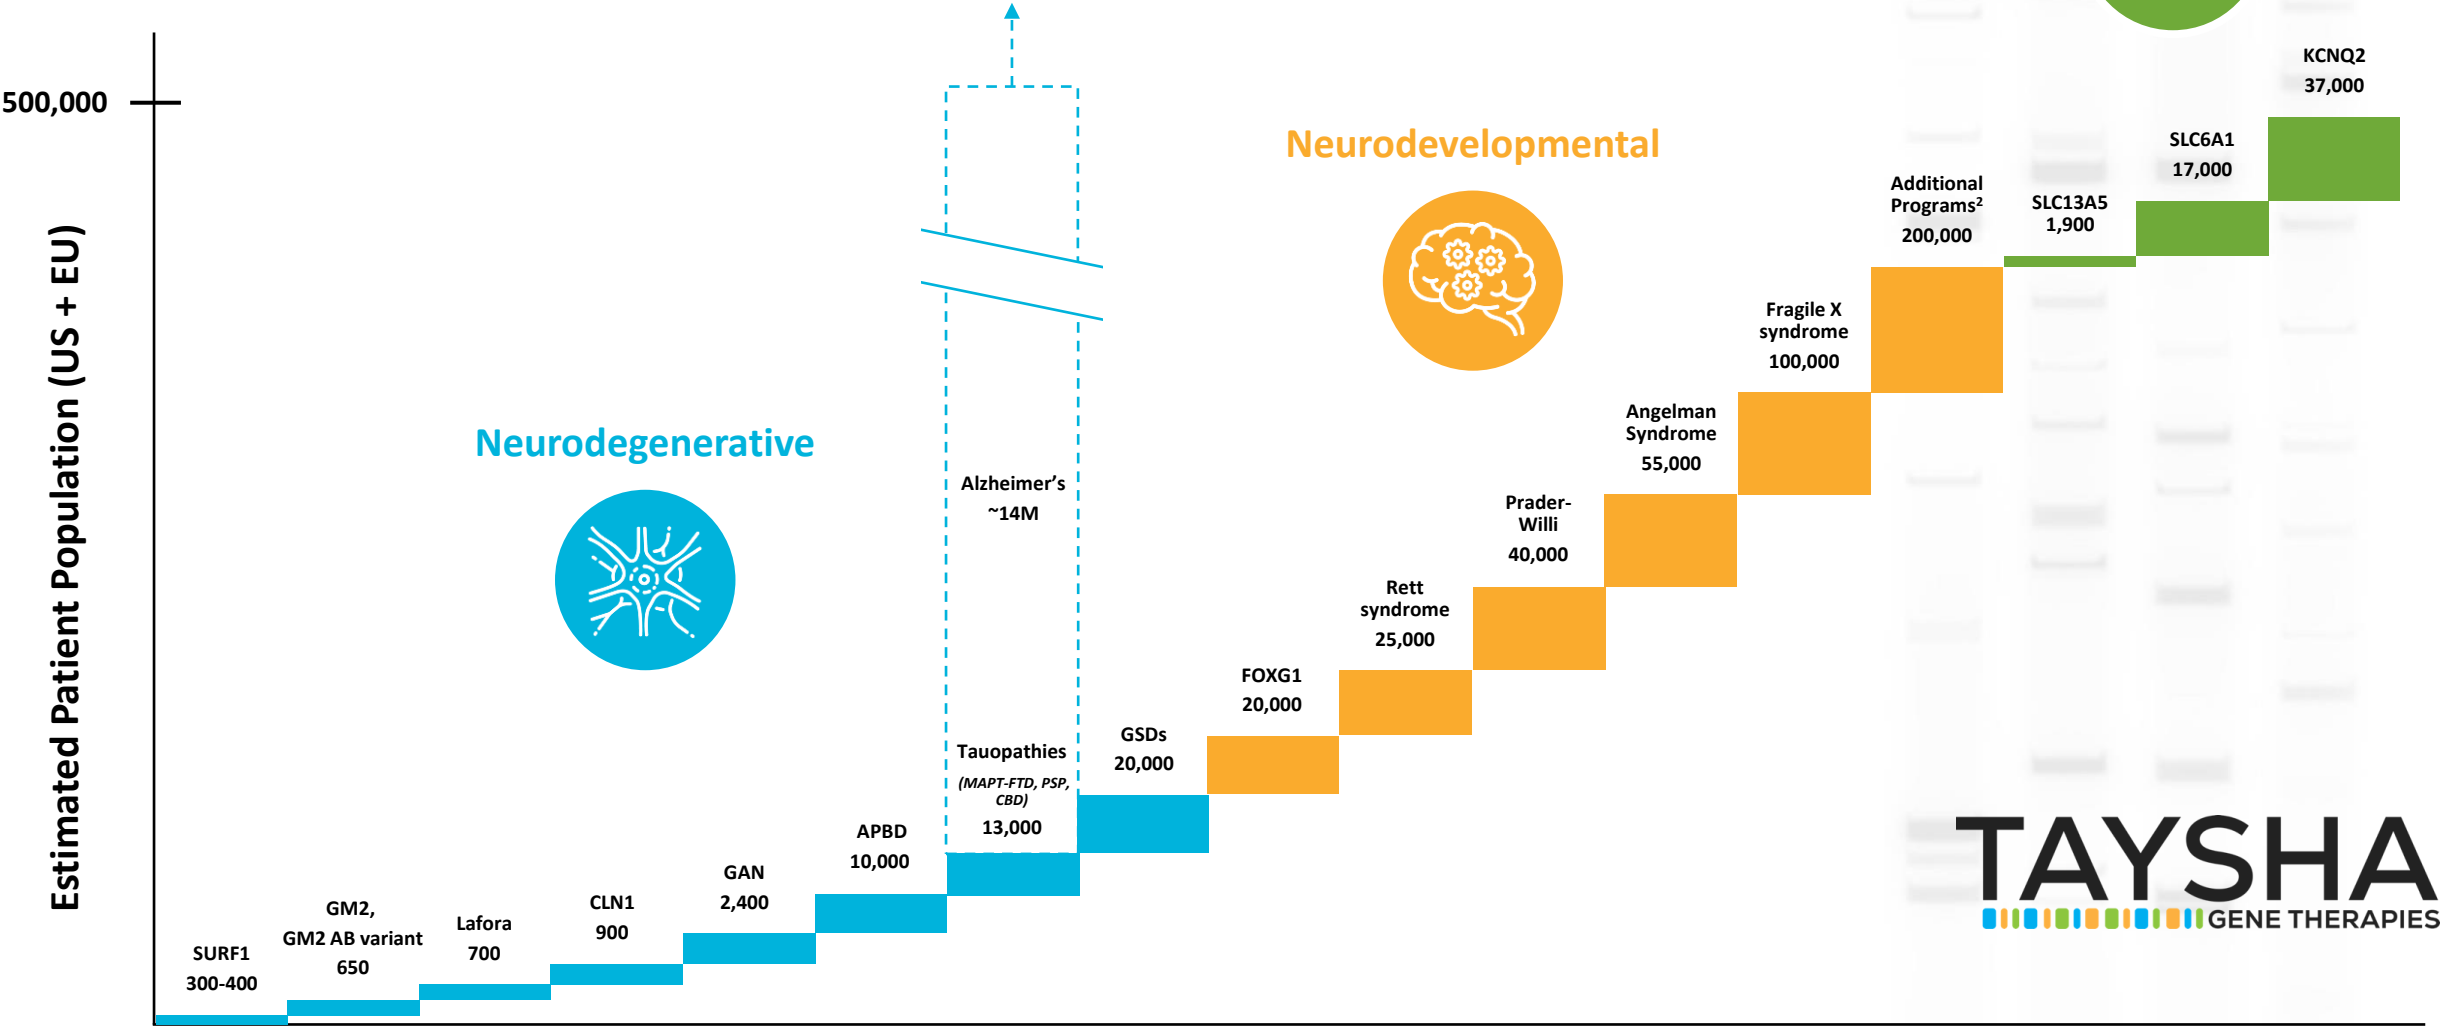 500,000
Estimated Patient Population (US + EU)
Neurodegenerative
Neurodevelopmental
SURF1
300-400
GM2,
GM2 AB variant
650
Lafora
700
CLN1
900
GAN
2,400
APBD
10,000
Alzheimer's
~14M
Tauopathies
(MAPT-FTD, PSP,
CBD)
13,000
GSDs
20,000
FOXG1
20,000
Rett
syndrome
25,000
Prader-
Willi
40,000
Angelman
Syndrome
55,000
Fragile X
syndrome
100,000
Additional
Programs²
200,000
SLC13A5
1,900
SLC6A1
17,000
KCNQ2
37,000
TAYSHA
GENE THERAPIES